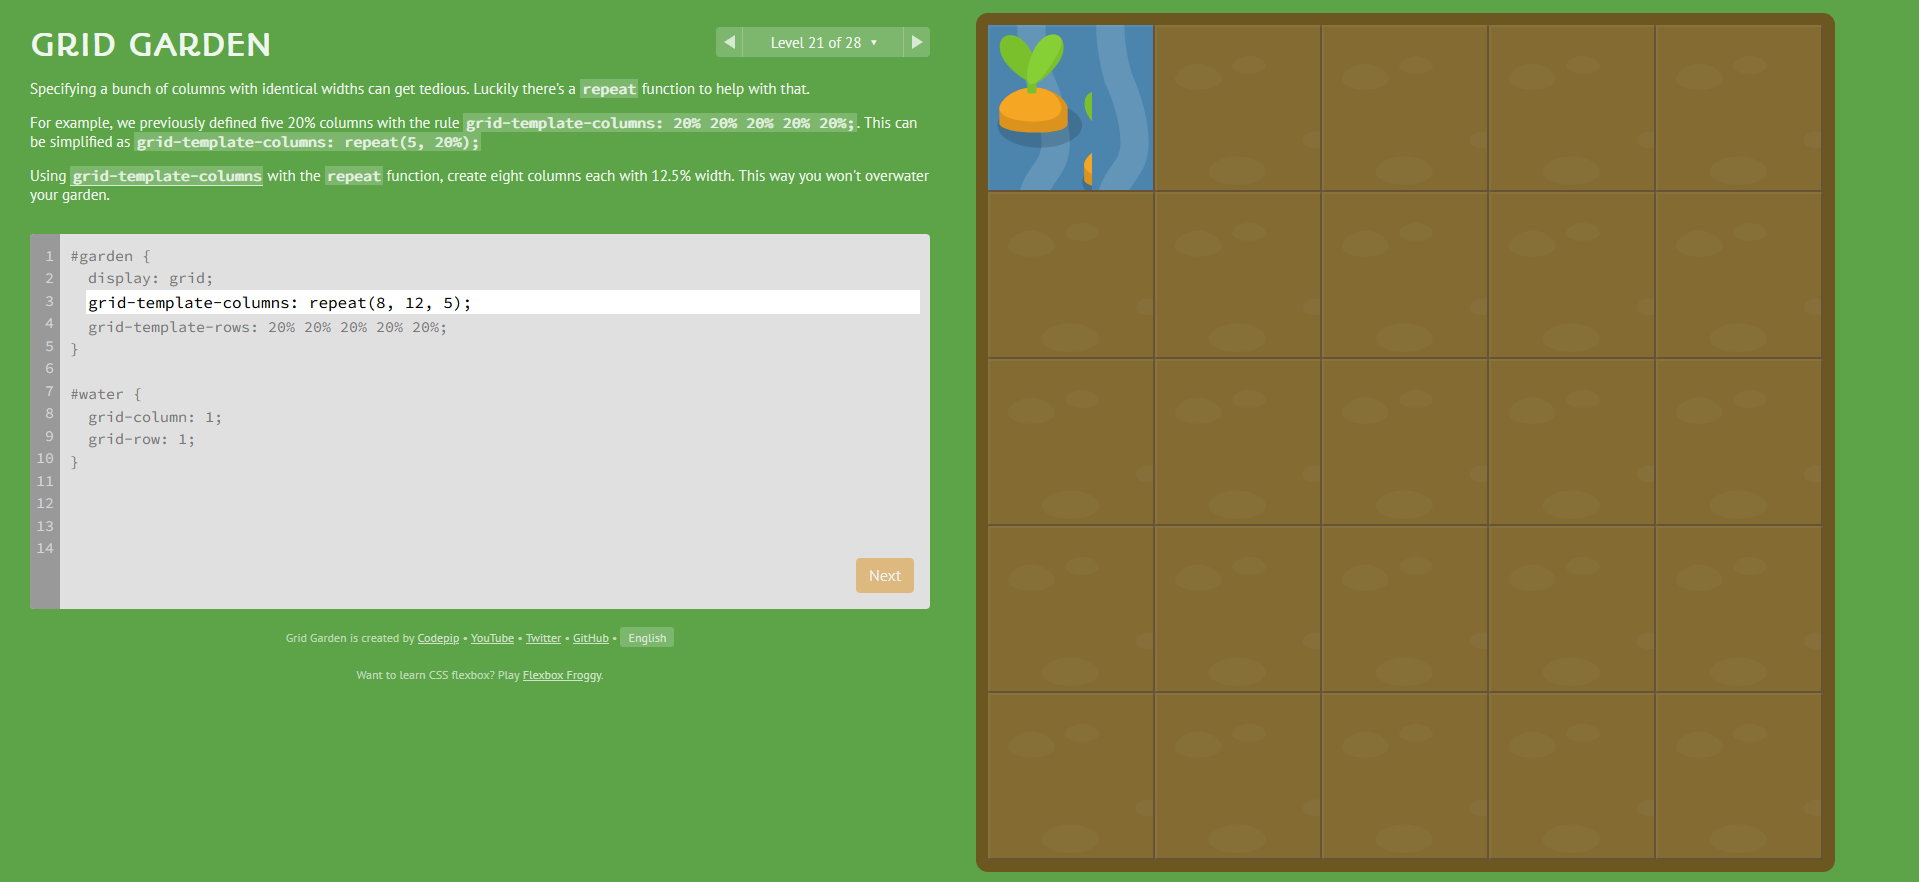 GRID GARDEN
Level 21 of 28 ▾
Specifying a bunch of columns with identical widths can get tedious. Luckily there's a repeat function to help with that.
For example, we previously defined five 20% columns with the rule grid-template-columns: 20% 20% 20% 20% 20%;. This can
be simplified as grid-template-columns: repeat(5, 20%);
Using grid-template-columns with the repeat function, create eight columns each with 12.5% width. This way you won't overwater
your garden.
1 #garden {
2 display: grid;
3 grid-template-columns: repeat(8, 12, 5);
4 grid-template-rows: 20% 20% 20% 20% 20%;
5 }
6
7 #water {
8 grid-column: 1;
9 grid-row: 1;
10 }
11
12
13
14
Next
Grid Garden is created by Codepip • YouTube • Twitter • GitHub • English
Want to learn CSS flexbox? Play Flexbox Froggy.